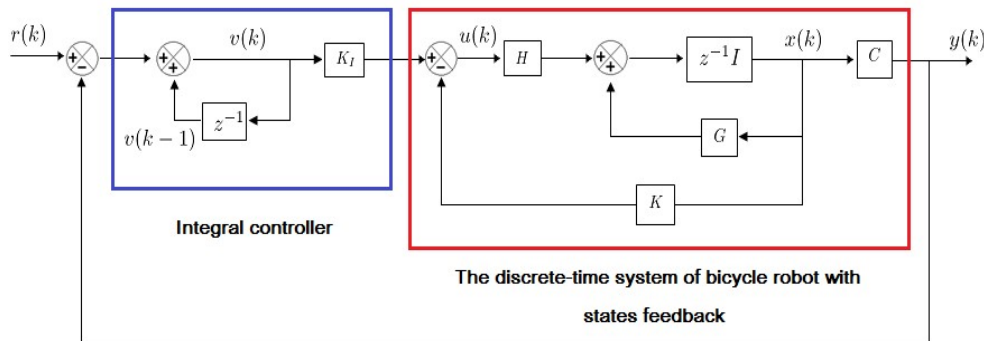 r(k)
v(k)
K_I
u(k)
H
z^{-1}I
x(k)
C
y(k)
v(k − 1)
z^{-1}
G
K
Integral controller
The discrete-time system of bicycle robot with
states feedback